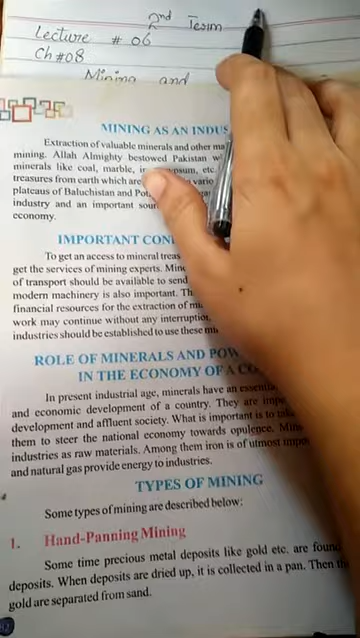 2nd Term
Lecture # 06
Ch # 08
Mining and
MINING AS AN INDUS
Extraction of valuable minerals and other ma
mining. Allah Almighty bestowed Pakistan w
minerals like coal, marble, psum, etc.
treasures from earth which are vario
plateaus of Baluchistan and
industry and an important sour
economy.
IMPORTANT CON
To get an access to mineral treas
get the services of mining experts. Mine
of transport should be available to send
modern machinery is also important. Th
financial resources for the extraction of mi
work may continue without any interruption
industries should be established to use these mi
ROLE OF MINERALS AND POW
IN THE ECONOMY OF A CO
In present industrial age, minerals have an essentia
and economic development of a country. They are impe
development and affluent society. What is important is to take
them to steer the national economy towards opulence. Mine
industries as raw materials. Among them iron is of utmost impo
and natural gas provide energy to industries.
TYPES OF MINING
Some types of mining are described below:
1. Hand-Panning Mining
Some time precious metal deposits like gold etc. are found
deposits. When deposits are dried up, it is collected in a pan. Then th
gold are separated from sand.